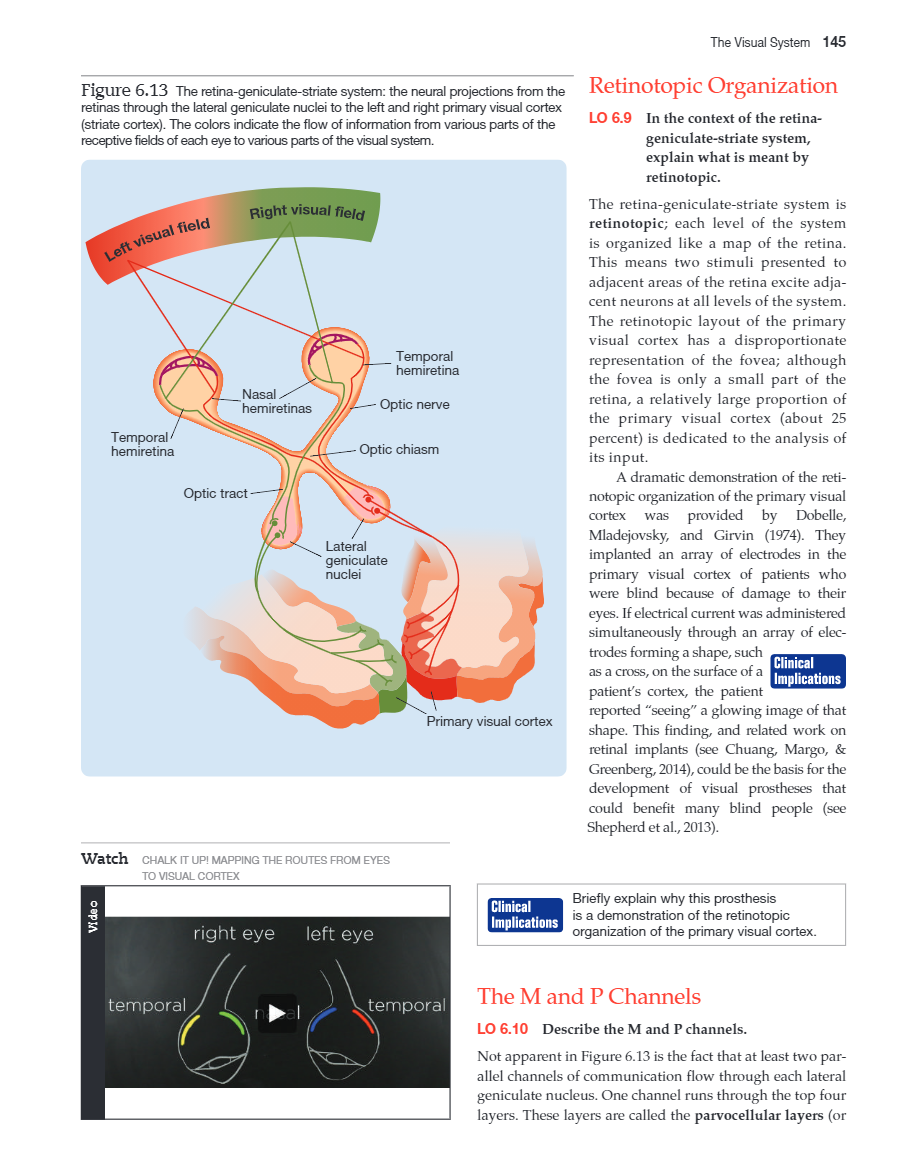 The Visual System 145
Figure 6.13 The retina-geniculate-striate system: the neural projections from the
retinas through the lateral geniculate nuclei to the left and right primary visual cortex
(striate cortex). The colors indicate the flow of information from various parts of the
receptive fields of each eye to various parts of the visual system.
Left visual field
Right visual field
Temporal
hemiretina
Nasal
hemiretinas
Optic nerve
Temporal
hemiretina
Optic chiasm
Optic tract
Lateral
geniculate
nuclei
Primary visual cortex
Watch CHALK IT UP! MAPPING THE ROUTES FROM EYES
TO VISUAL CORTEX
Video
right eye left eye
temporal
temporal
Retinotopic Organization
LO 6.9 In the context of the retina-
geniculate-striate system,
explain what is meant by
retinotopic.
The retina-geniculate-striate system is
retinotopic; each level of the system
is organized like a map of the retina.
This means two stimuli presented to
adjacent areas of the retina excite adja-
cent neurons at all levels of the system.
The retinotopic layout of the primary
visual cortex has a disproportionate
representation of the fovea; although
the fovea is only a small part of the
retina, a relatively large proportion of
the primary visual cortex (about 25
percent) is dedicated to the analysis of
its input.
A dramatic demonstration of the reti-
notopic organization of the primary visual
cortex was provided by Dobelle,
Mladejovsky, and Girvin (1974). They
implanted an array of electrodes in the
primary visual cortex of patients who
were blind because of damage to their
eyes. If electrical current was administered
simultaneously through an array of elec-
trodes forming a shape, such
as a cross, on the surface of a
patient's cortex, the patient
Clinical
Implications
reported “seeing” a glowing image of that
shape. This finding, and related work on
retinal implants (see Chuang, Margo, &
Greenberg, 2014), could be the basis for the
development of visual prostheses that
could benefit many blind people (see
Shepherd et al., 2013).
Clinical
Implications
Briefly explain why this prosthesis
is a demonstration of the retinotopic
organization of the primary visual cortex.
The M and P Channels
LO 6.10 Describe the M and P channels.
Not apparent in Figure 6.13 is the fact that at least two par-
allel channels of communication flow through each lateral
geniculate nucleus. One channel runs through the top four
layers. These layers are called the parvocellular layers (or